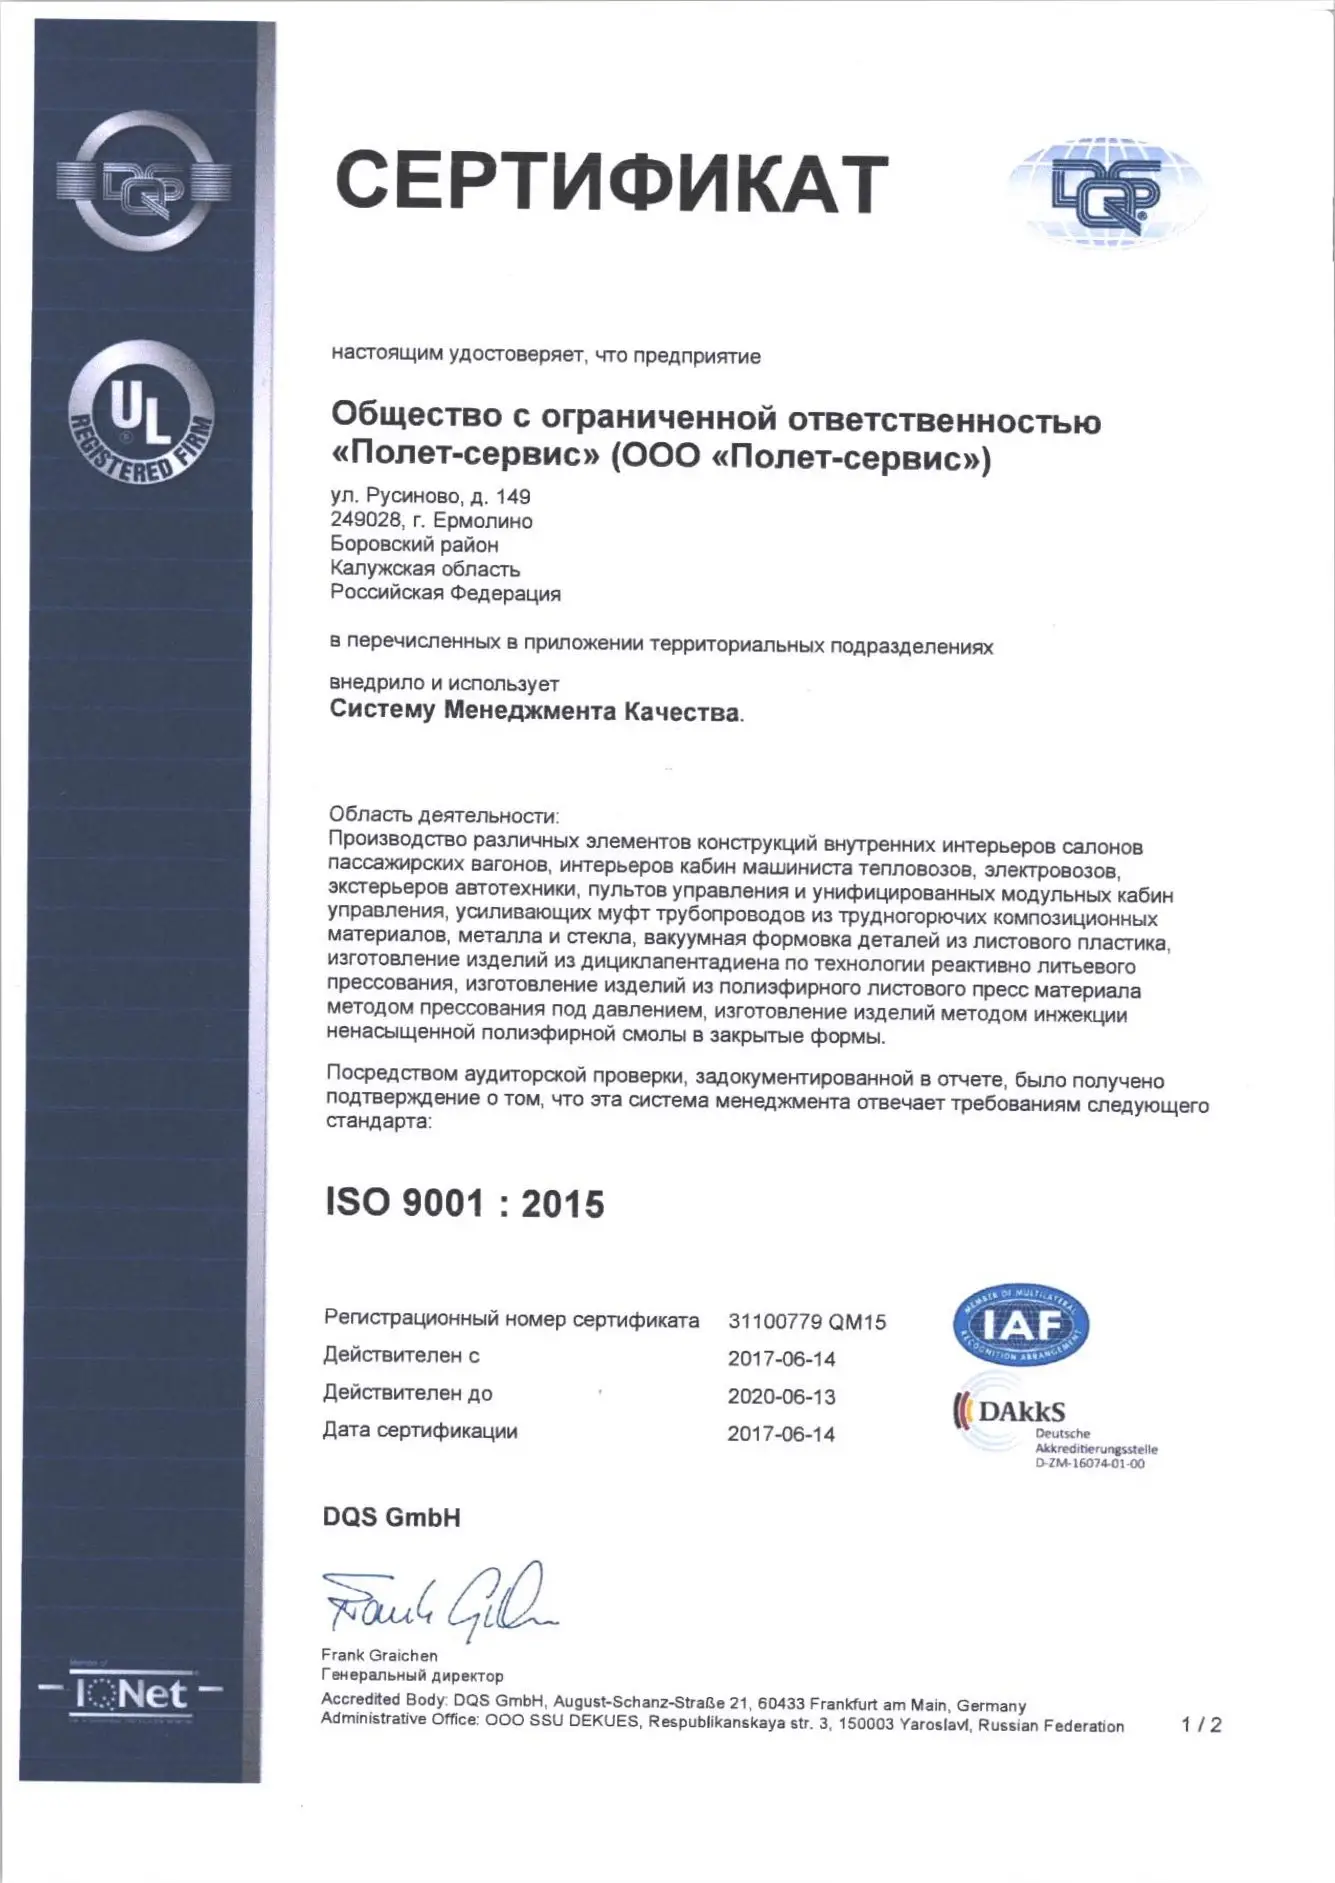 DQS
СЕРТИФИКАТ
DQS®
UL®
REGISTERED FIRM
настоящим удостоверяет, что предприятие
Общество с ограниченной ответственностью
«Полет-сервис» (ООО «Полет-сервис»)
ул. Русиново, д. 149
249028, г. Ермолино
Боровский район
Калужская область
Российская Федерация
в перечисленных в приложении территориальных подразделениях
внедрило и использует
Систему Менеджмента Качества.
Область деятельности:
Производство различных элементов конструкций внутренних интерьеров салонов
пассажирских вагонов, интерьеров кабин машиниста тепловозов, электровозов,
экстерьеров автотехники, пультов управления и унифицированных модульных кабин
управления, усиливающих муфт трубопроводов из трудногорючих композиционных
материалов, металла и стекла, вакуумная формовка деталей из листового пластика,
изготовление изделий из дициклапентадиена по технологии реактивно литьевого
прессования, изготовление изделий из полиэфирного листового пресс материала
методом прессования под давлением, изготовление изделий методом инжекции
ненасыщенной полиэфирной смолы в закрытые формы.
Посредством аудиторской проверки, задокументированной в отчете, было получено
подтверждение о том, что эта система менеджмента отвечает требованиям следующего
стандарта:
ISO 9001 : 2015
Регистрационный номер сертификата 31100779 QM15
Действителен с 2017-06-14
Действителен до 2020-06-13
Дата сертификации 2017-06-14
MEMBER OF MULTILATERAL
IAF
RECOGNITION ARRANGEMENT
DAkkS
Deutsche
Akkreditierungsstelle
D-ZM-16074-01-00
DQS GmbH
Frank Graichen
Генеральный директор
Accredited Body: DQS GmbH, August-Schanz-Straße 21, 60433 Frankfurt am Main, Germany
Administrative Office: OOO SSU DEKUES, Respublikanskaya str. 3, 150003 Yaroslavl, Russian Federation
1 / 2
Member of
IQNet